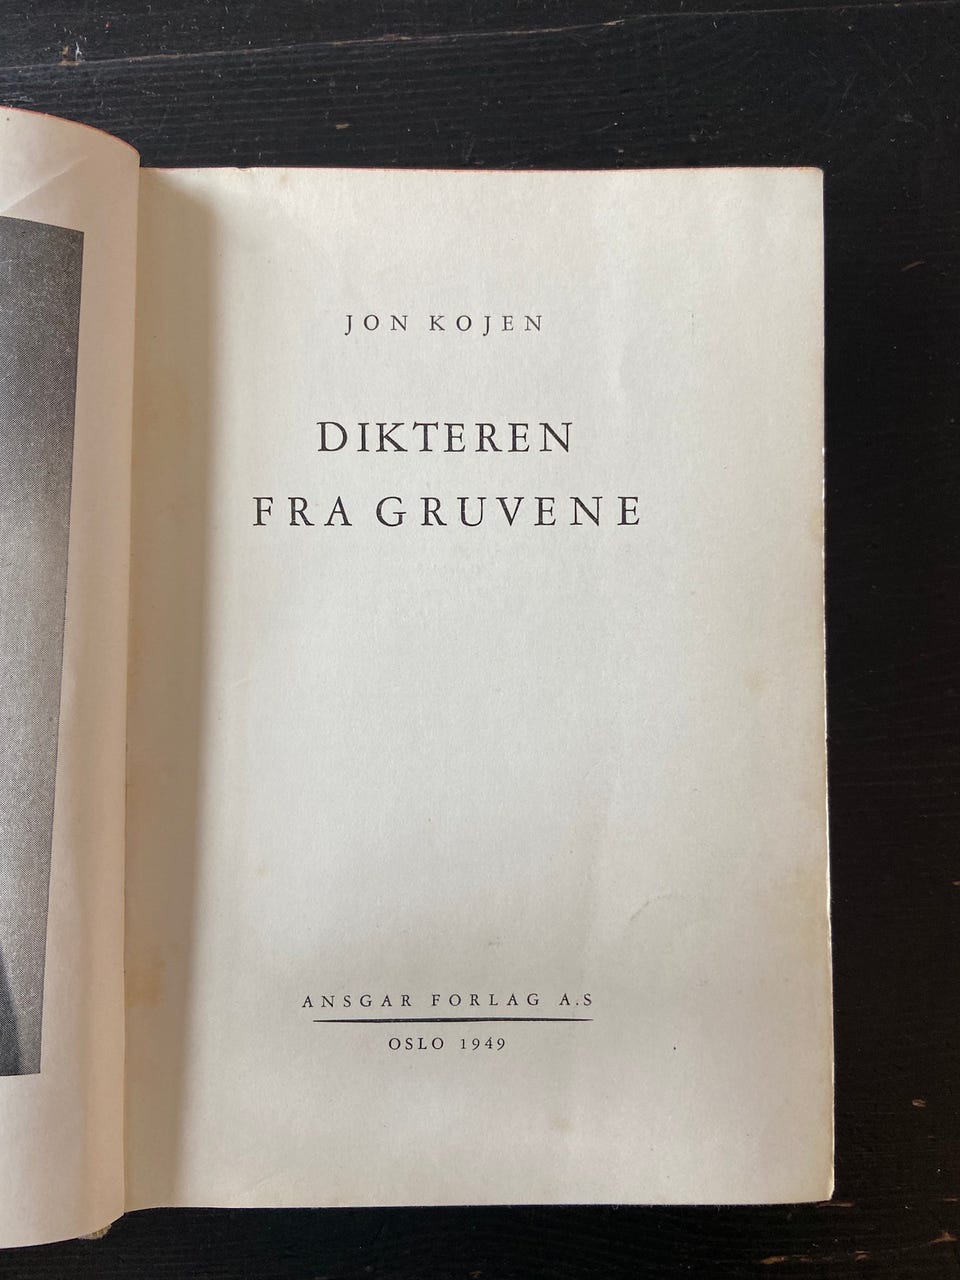 JON KOJEN
DIKTEREN
FRA GRUVENE
ANSGAR FORLAG A.S
OSLO 1949